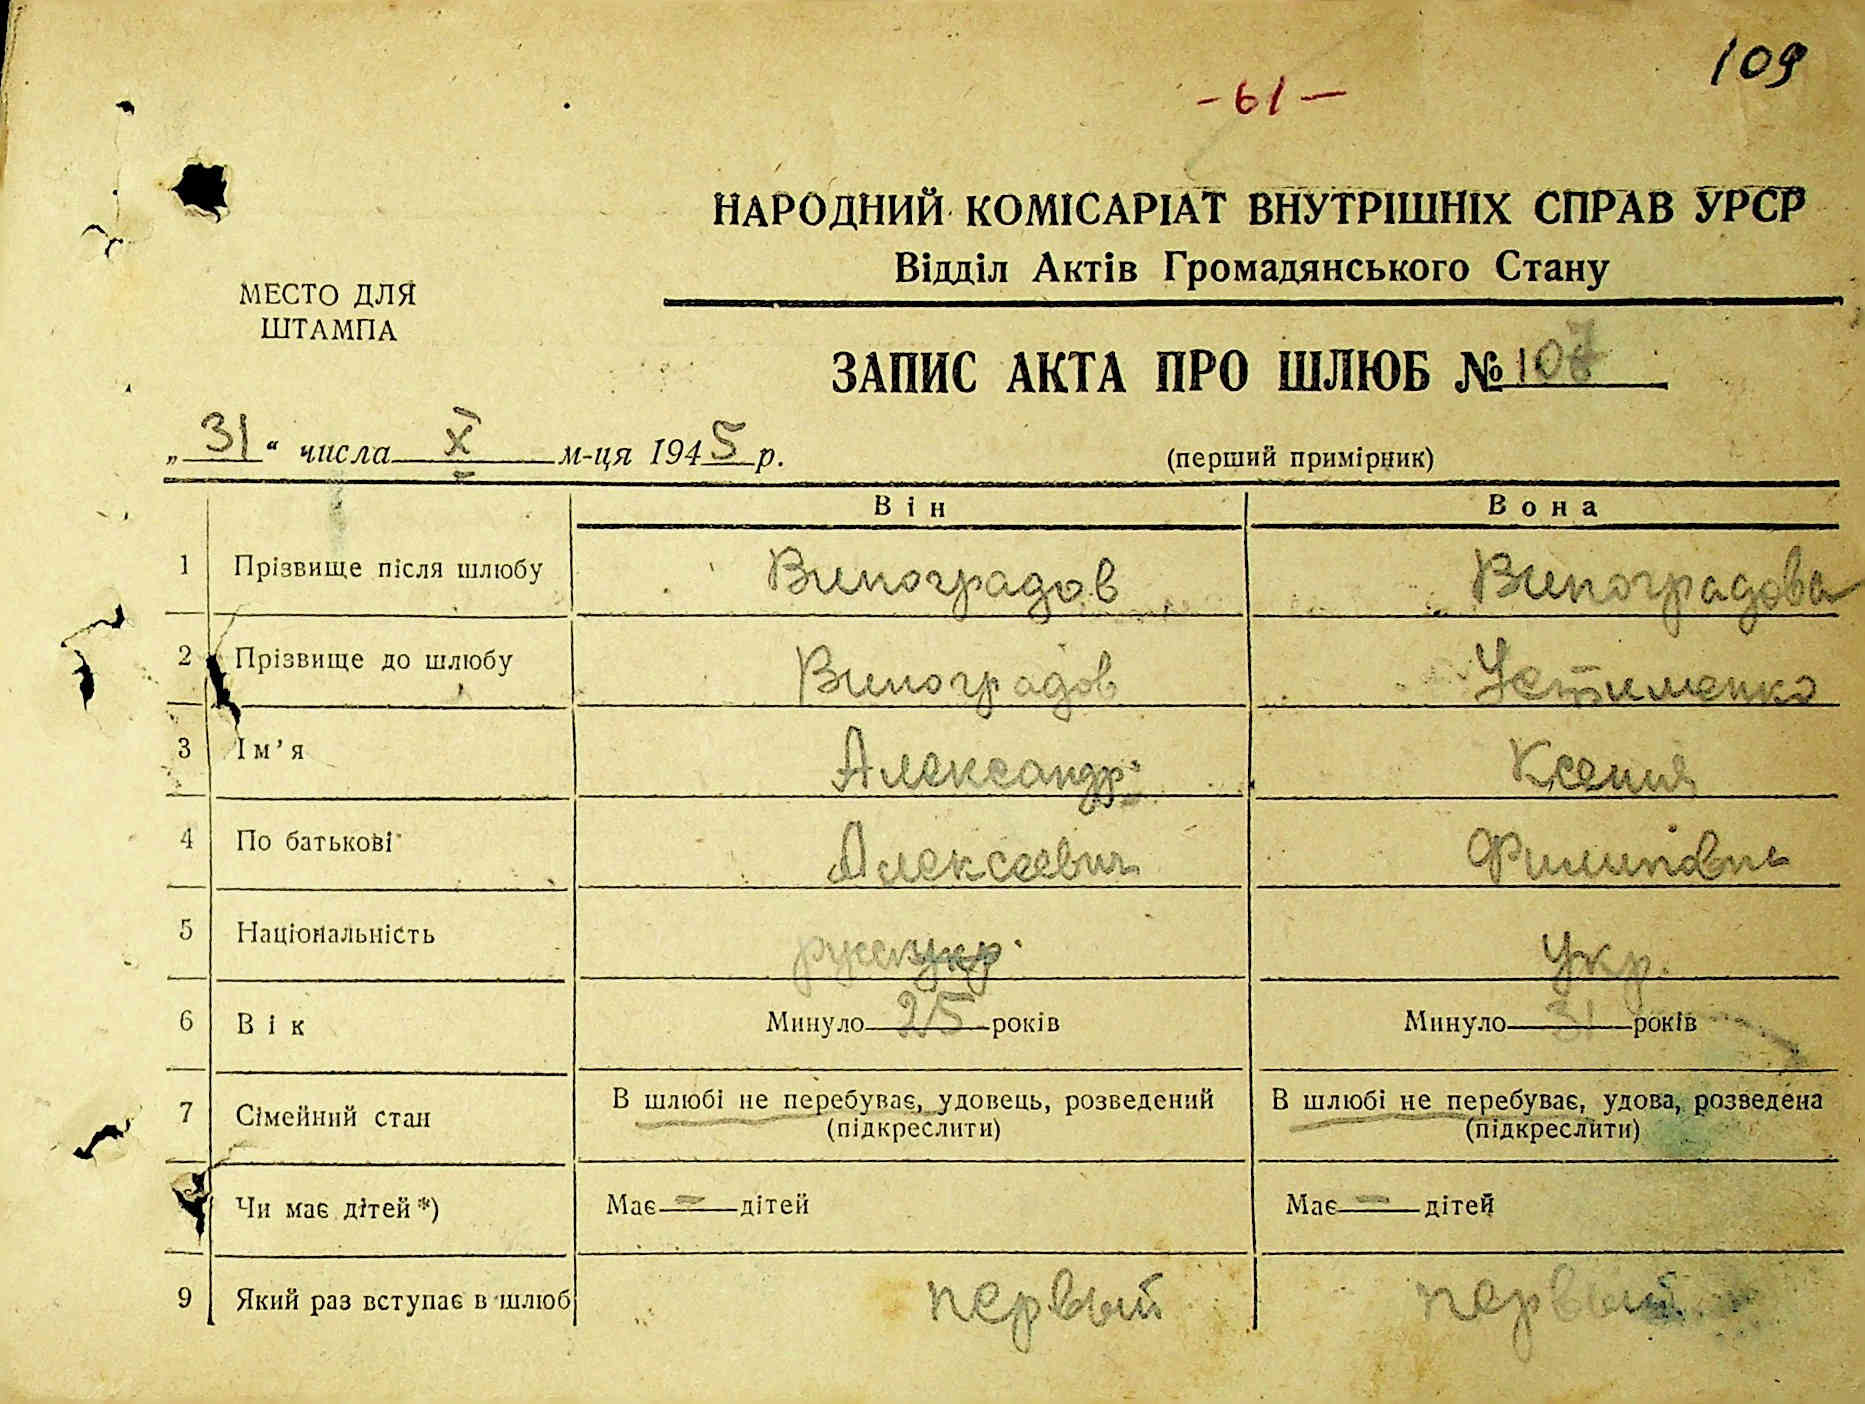 109
- 61 -
НАРОДНИЙ КОМІСАРІАТ ВНУТРІШНІХ СПРАВ УРСР
Відділ Актів Громадянського Стану
МЕСТО ДЛЯ
ШТАМПА
ЗАПИС АКТА ПРО ШЛЮБ № 107
„ 31 “ числа X м-ця 1945 р. (перший примірник)
Він Вона
1 Прізвище після шлюбу Виноградов Виноградова
2 Прізвище до шлюбу Виноградов Устименко
3 Ім’я Александр Ксения
4 По батькові Алексеевич Филиповна
5 Національність укр. укр.
6 Вік Минуло 25 років Минуло 31 років
7 Сімейний стан В шлюбі не перебуває, удовець, розведений В шлюбі не перебуває, удова, розведена
(підкреслити) (підкреслити)
Чи має дітей *) Має — дітей Має — дітей
9 Який раз вступає в шлюб первый первый